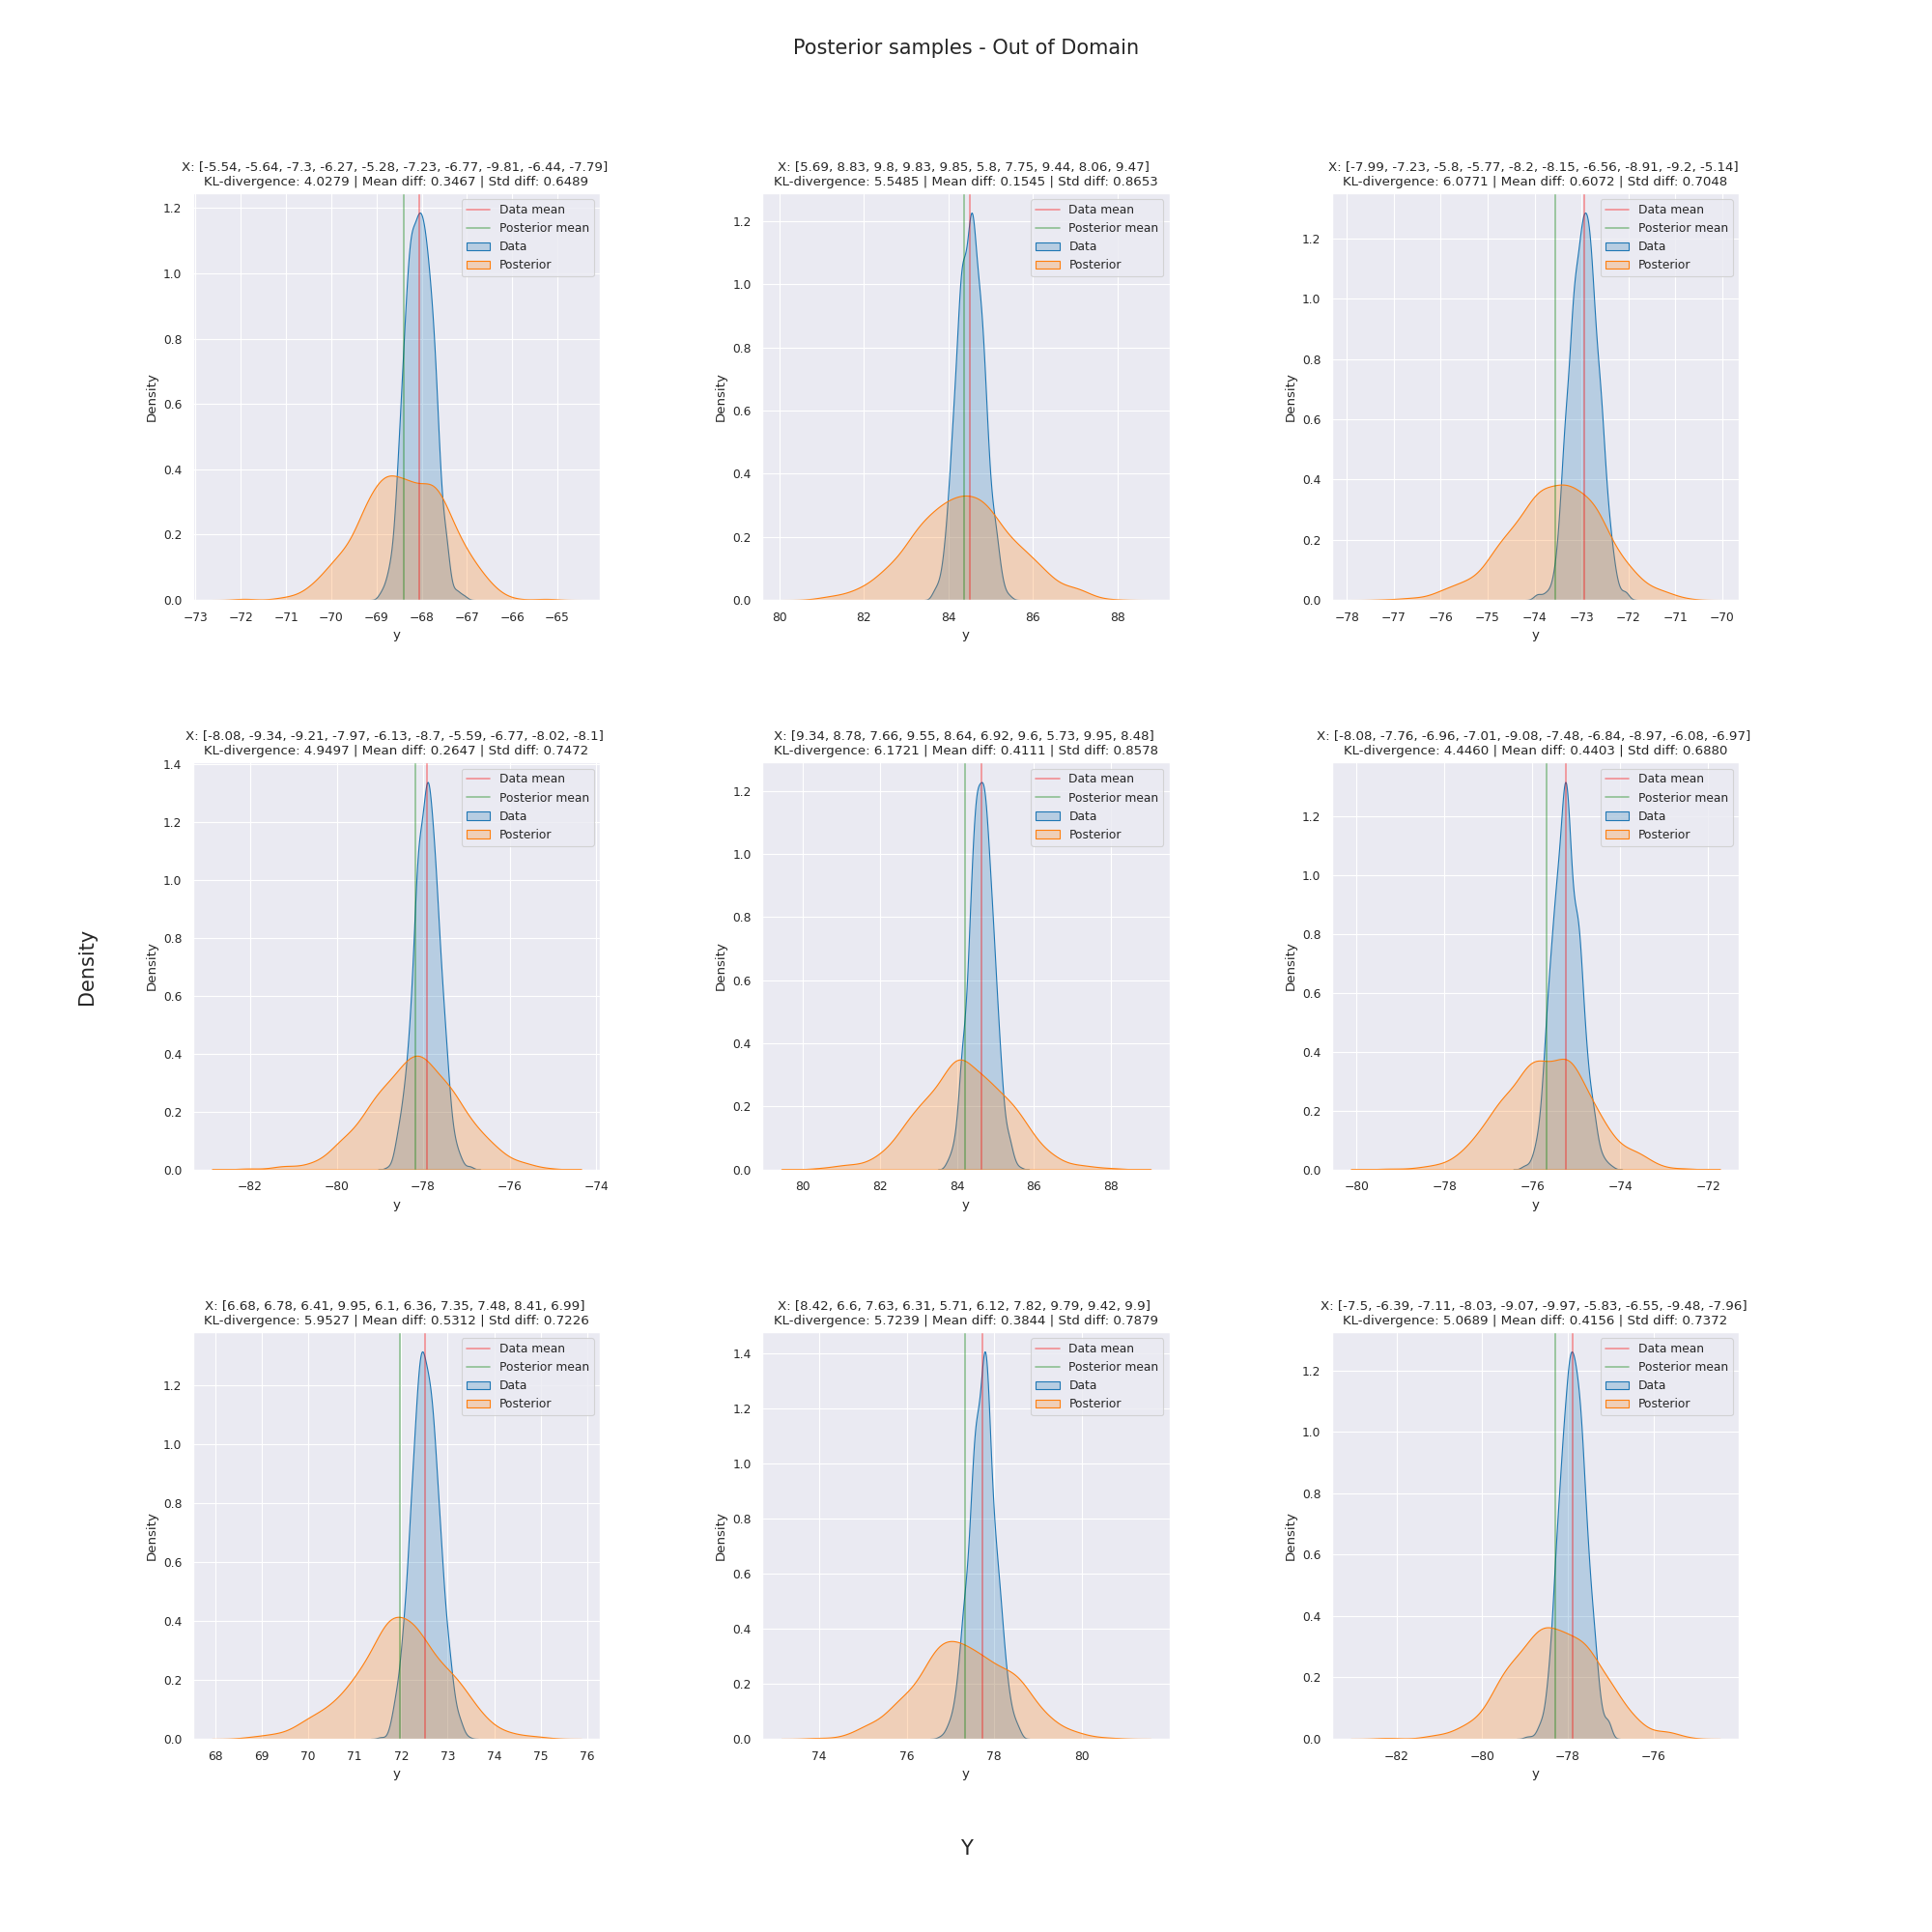 Posterior samples - Out of Domain
X: [-5.54, -5.64, -7.3, -6.27, -5.28, -7.23, -6.77, -9.81, -6.44, -7.79]
KL-divergence: 4.0279 | Mean diff: 0.3467 | Std diff: 0.6489
Data mean
Posterior mean
Data
Posterior
1.2
1.0
0.8
0.6
0.4
0.2
0.0
Density
−73 −72 −71 −70 −69 −68 −67 −66 −65
y
X: [5.69, 8.83, 9.8, 9.83, 9.85, 5.8, 7.75, 9.44, 8.06, 9.47]
KL-divergence: 5.5485 | Mean diff: 0.1545 | Std diff: 0.8653
Data mean
Posterior mean
Data
Posterior
1.2
1.0
0.8
0.6
0.4
0.2
0.0
Density
80 82 84 86 88
y
X: [-7.99, -7.23, -5.8, -5.77, -8.2, -8.15, -6.56, -8.91, -9.2, -5.14]
KL-divergence: 6.0771 | Mean diff: 0.6072 | Std diff: 0.7048
Data mean
Posterior mean
Data
Posterior
1.2
1.0
0.8
0.6
0.4
0.2
0.0
Density
−78 −77 −76 −75 −74 −73 −72 −71 −70
y
X: [-8.08, -9.34, -9.21, -7.97, -6.13, -8.7, -5.59, -6.77, -8.02, -8.1]
KL-divergence: 4.9497 | Mean diff: 0.2647 | Std diff: 0.7472
Data mean
Posterior mean
Data
Posterior
1.4
1.2
1.0
0.8
0.6
0.4
0.2
0.0
Density
−82 −80 −78 −76 −74
y
X: [9.34, 8.78, 7.66, 9.55, 8.64, 6.92, 9.6, 5.73, 9.95, 8.48]
KL-divergence: 6.1721 | Mean diff: 0.4111 | Std diff: 0.8578
Data mean
Posterior mean
Data
Posterior
1.2
1.0
0.8
0.6
0.4
0.2
0.0
Density
80 82 84 86 88
y
X: [-8.08, -7.76, -6.96, -7.01, -9.08, -7.48, -6.84, -8.97, -6.08, -6.97]
KL-divergence: 4.4460 | Mean diff: 0.4403 | Std diff: 0.6880
Data mean
Posterior mean
Data
Posterior
1.2
1.0
0.8
0.6
0.4
0.2
0.0
Density
−80 −78 −76 −74 −72
y
Density
X: [6.68, 6.78, 6.41, 9.95, 6.1, 6.36, 7.35, 7.48, 8.41, 6.99]
KL-divergence: 5.9527 | Mean diff: 0.5312 | Std diff: 0.7226
Data mean
Posterior mean
Data
Posterior
1.2
1.0
0.8
0.6
0.4
0.2
0.0
Density
68 69 70 71 72 73 74 75 76
y
X: [8.42, 6.6, 7.63, 6.31, 5.71, 6.12, 7.82, 9.79, 9.42, 9.9]
KL-divergence: 5.7239 | Mean diff: 0.3844 | Std diff: 0.7879
Data mean
Posterior mean
Data
Posterior
1.4
1.2
1.0
0.8
0.6
0.4
0.2
0.0
Density
74 76 78 80
y
X: [-7.5, -6.39, -7.11, -8.03, -9.07, -9.97, -5.83, -6.55, -9.48, -7.96]
KL-divergence: 5.0689 | Mean diff: 0.4156 | Std diff: 0.7372
Data mean
Posterior mean
Data
Posterior
1.2
1.0
0.8
0.6
0.4
0.2
0.0
Density
−82 −80 −78 −76
y
Y